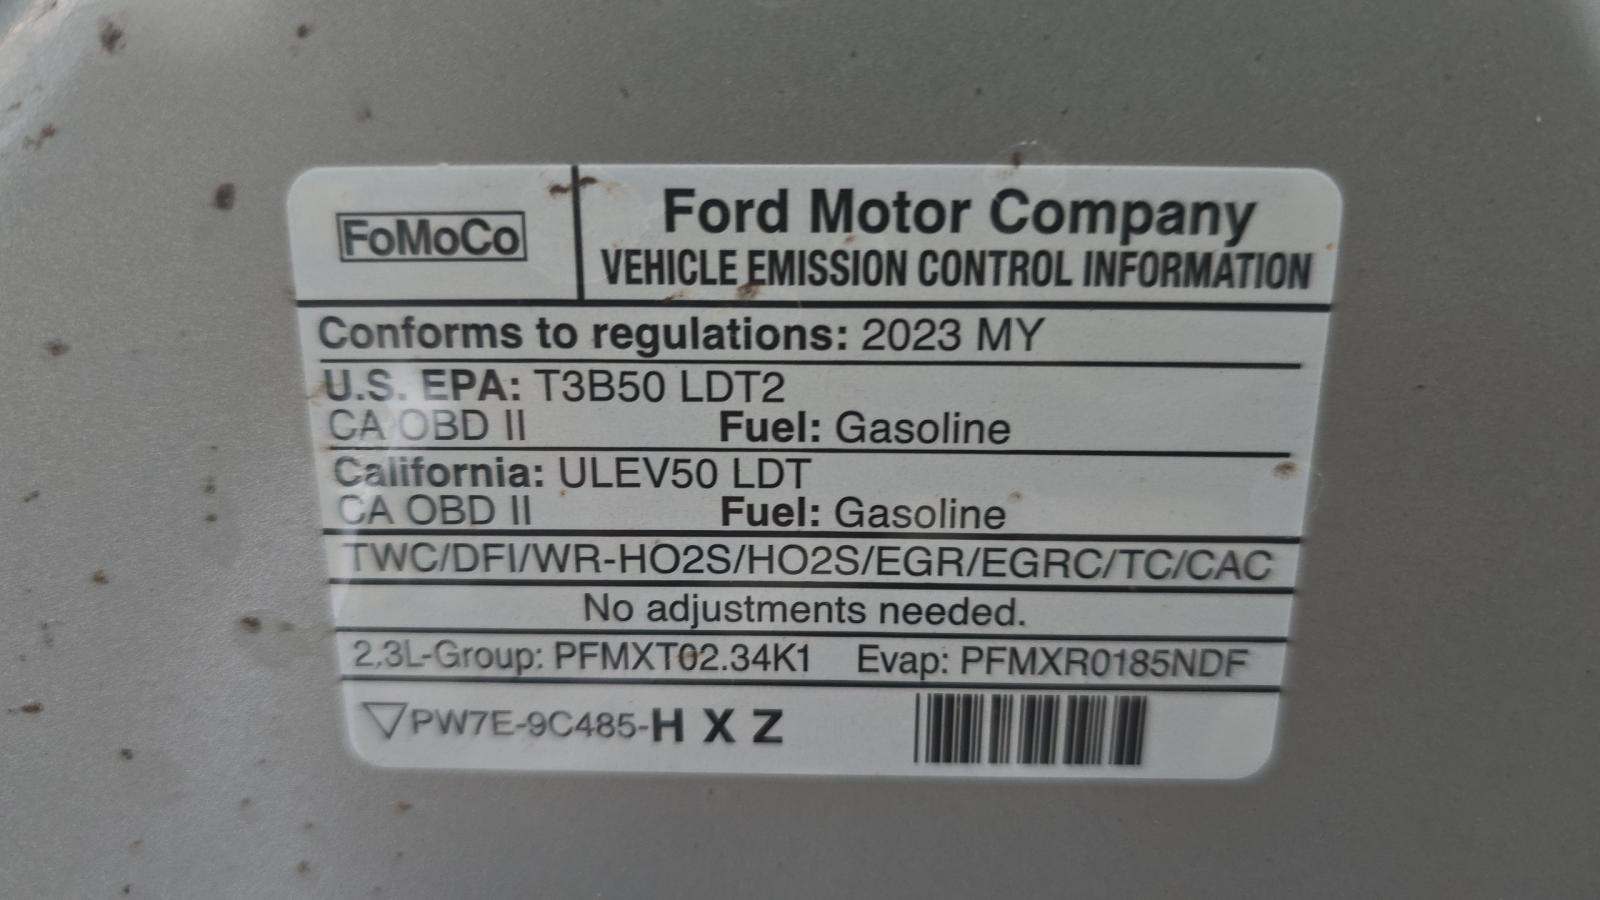 FoMoCo
Ford Motor Company
VEHICLE EMISSION CONTROL INFORMATION
Conforms to regulations: 2023 MY
U.S. EPA: T3B50 LDT2
CA OBD II Fuel: Gasoline
California: ULEV50 LDT
CA OBD II Fuel: Gasoline
TWC/DFI/WR-HO2S/HO2S/EGR/EGRC/TC/CAC
No adjustments needed.
2.3L-Group: PFMXT02.34K1 Evap: PFMXR0185NDF
▽PW7E-9C485-H X Z